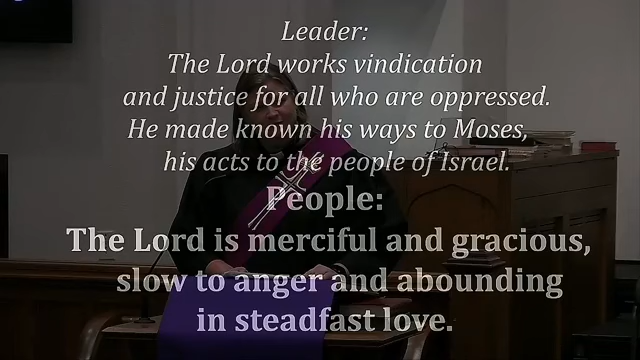 Leader:
The Lord works vindication
and justice for all who are oppressed.
He made known his ways to Moses,
his acts to the people of Israel.
People:
The Lord is merciful and gracious,
slow to anger and abounding
in steadfast love.